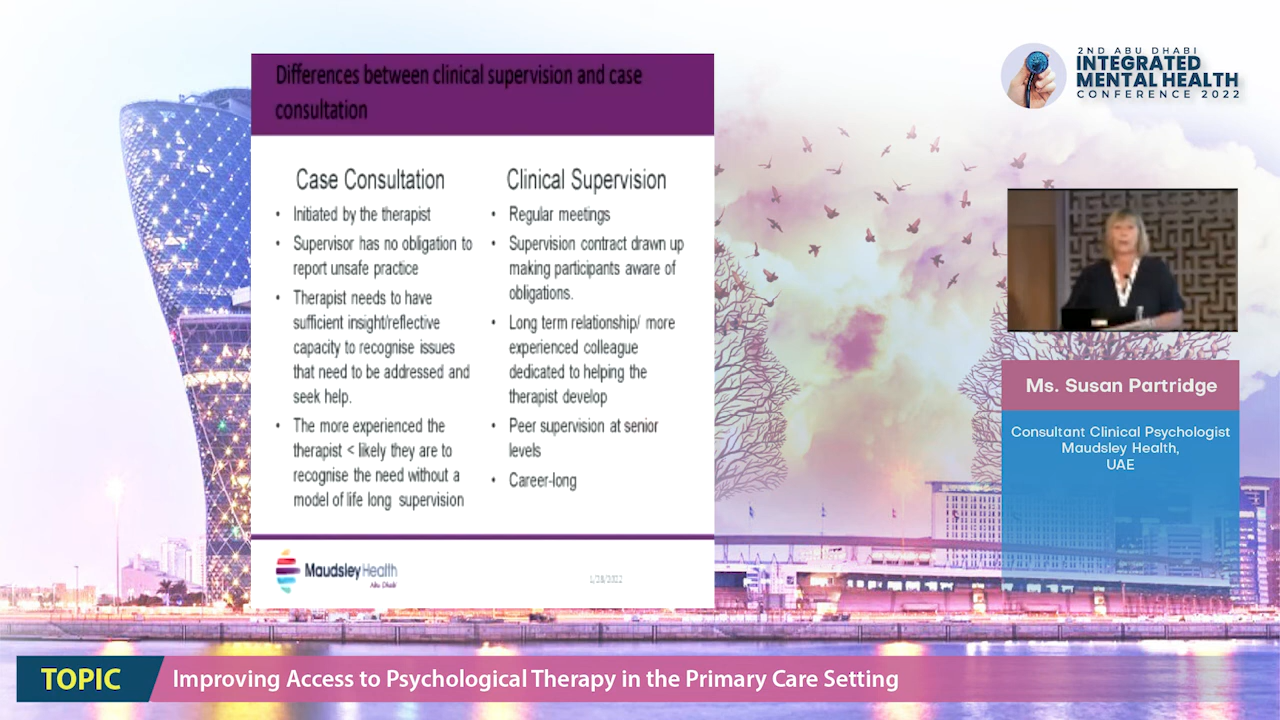 Differences between clinical supervision and case
consultation
Case Consultation
• Initiated by the therapist
• Supervisor has no obligation to
report unsafe practice
• Therapist needs to have
sufficient insight/reflective
capacity to recognise issues
that need to be addressed and
seek help.
• The more experienced the
therapist < likely they are to
recognise the need without a
model of life long supervision
Clinical Supervision
• Regular meetings
• Supervision contract drawn up
making participants aware of
obligations.
• Long term relationship/ more
experienced colleague
dedicated to helping the
therapist develop
• Peer supervision at senior
levels
• Career-long
Maudsley Health
Abu Dhabi
1/28/2022
2ND ABU DHABI
INTEGRATED
MENTAL HEALTH
CONFERENCE 2022
Ms. Susan Partridge
Consultant Clinical Psychologist
Maudsley Health,
UAE
TOPIC
Improving Access to Psychological Therapy in the Primary Care Setting